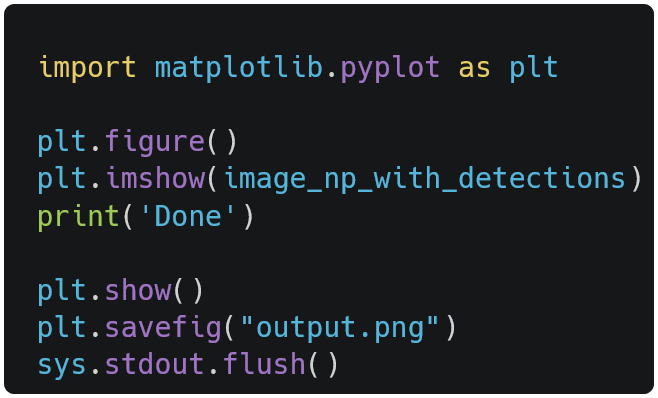 import matplotlib.pyplot as plt
plt.figure()
plt.imshow(image_np_with_detections)
print('Done')
plt.show()
plt.savefig("output.png")
sys.stdout.flush()